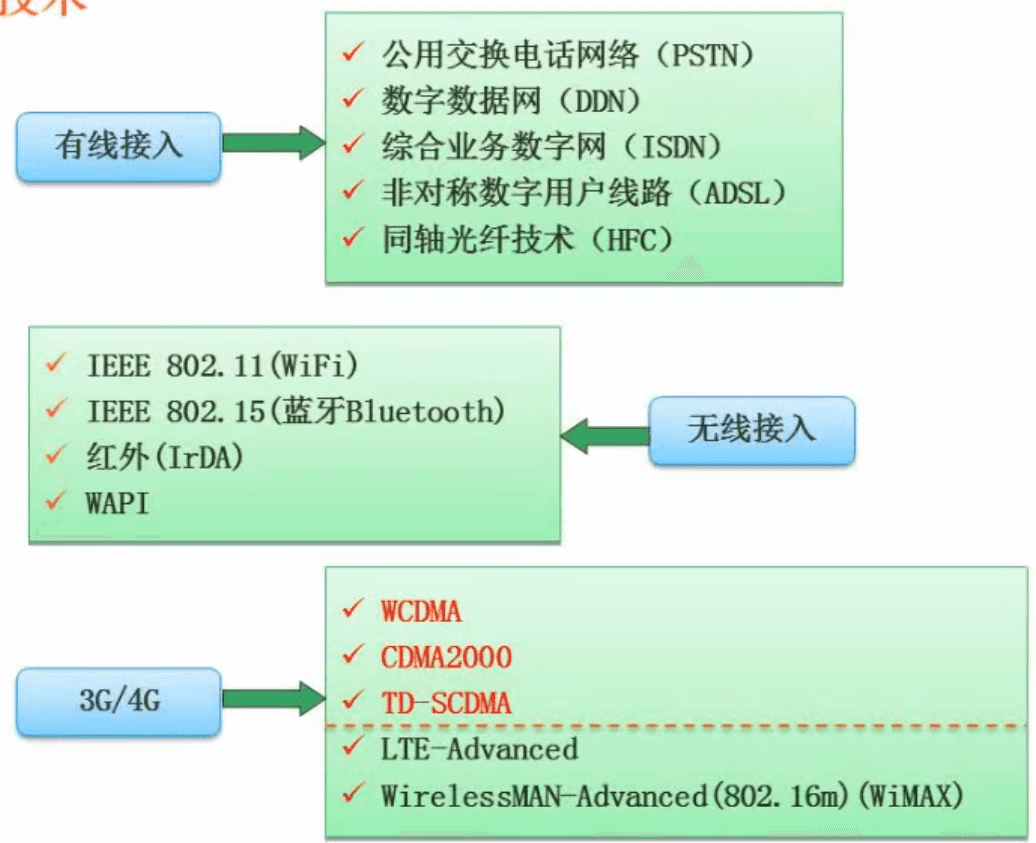 技术
有线接入
公用交换电话网络（PSTN）
数字数据网（DDN）
综合业务数字网（ISDN）
非对称数字用户线路（ADSL）
同轴光纤技术（HFC）
IEEE 802.11(WiFi)
IEEE 802.15(蓝牙Bluetooth)
红外(IrDA)
WAPI
无线接入
3G/4G
WCDMA
CDMA2000
TD-SCDMA
LTE-Advanced
WirelessMAN-Advanced(802.16m)(WiMAX)